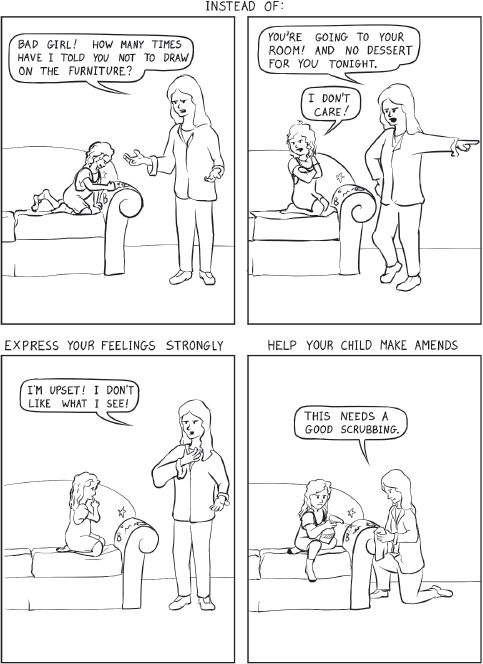 INSTEAD OF:
BAD GIRL! HOW MANY TIMES
HAVE I TOLD YOU NOT TO DRAW
ON THE FURNITURE?
YOU'RE GOING TO YOUR
ROOM! AND NO DESSERT
FOR YOU TONIGHT.
I DON'T
CARE!
EXPRESS YOUR FEELINGS STRONGLY
I'M UPSET! I DON'T
LIKE WHAT I SEE!
HELP YOUR CHILD MAKE AMENDS
THIS NEEDS A
GOOD SCRUBBING.